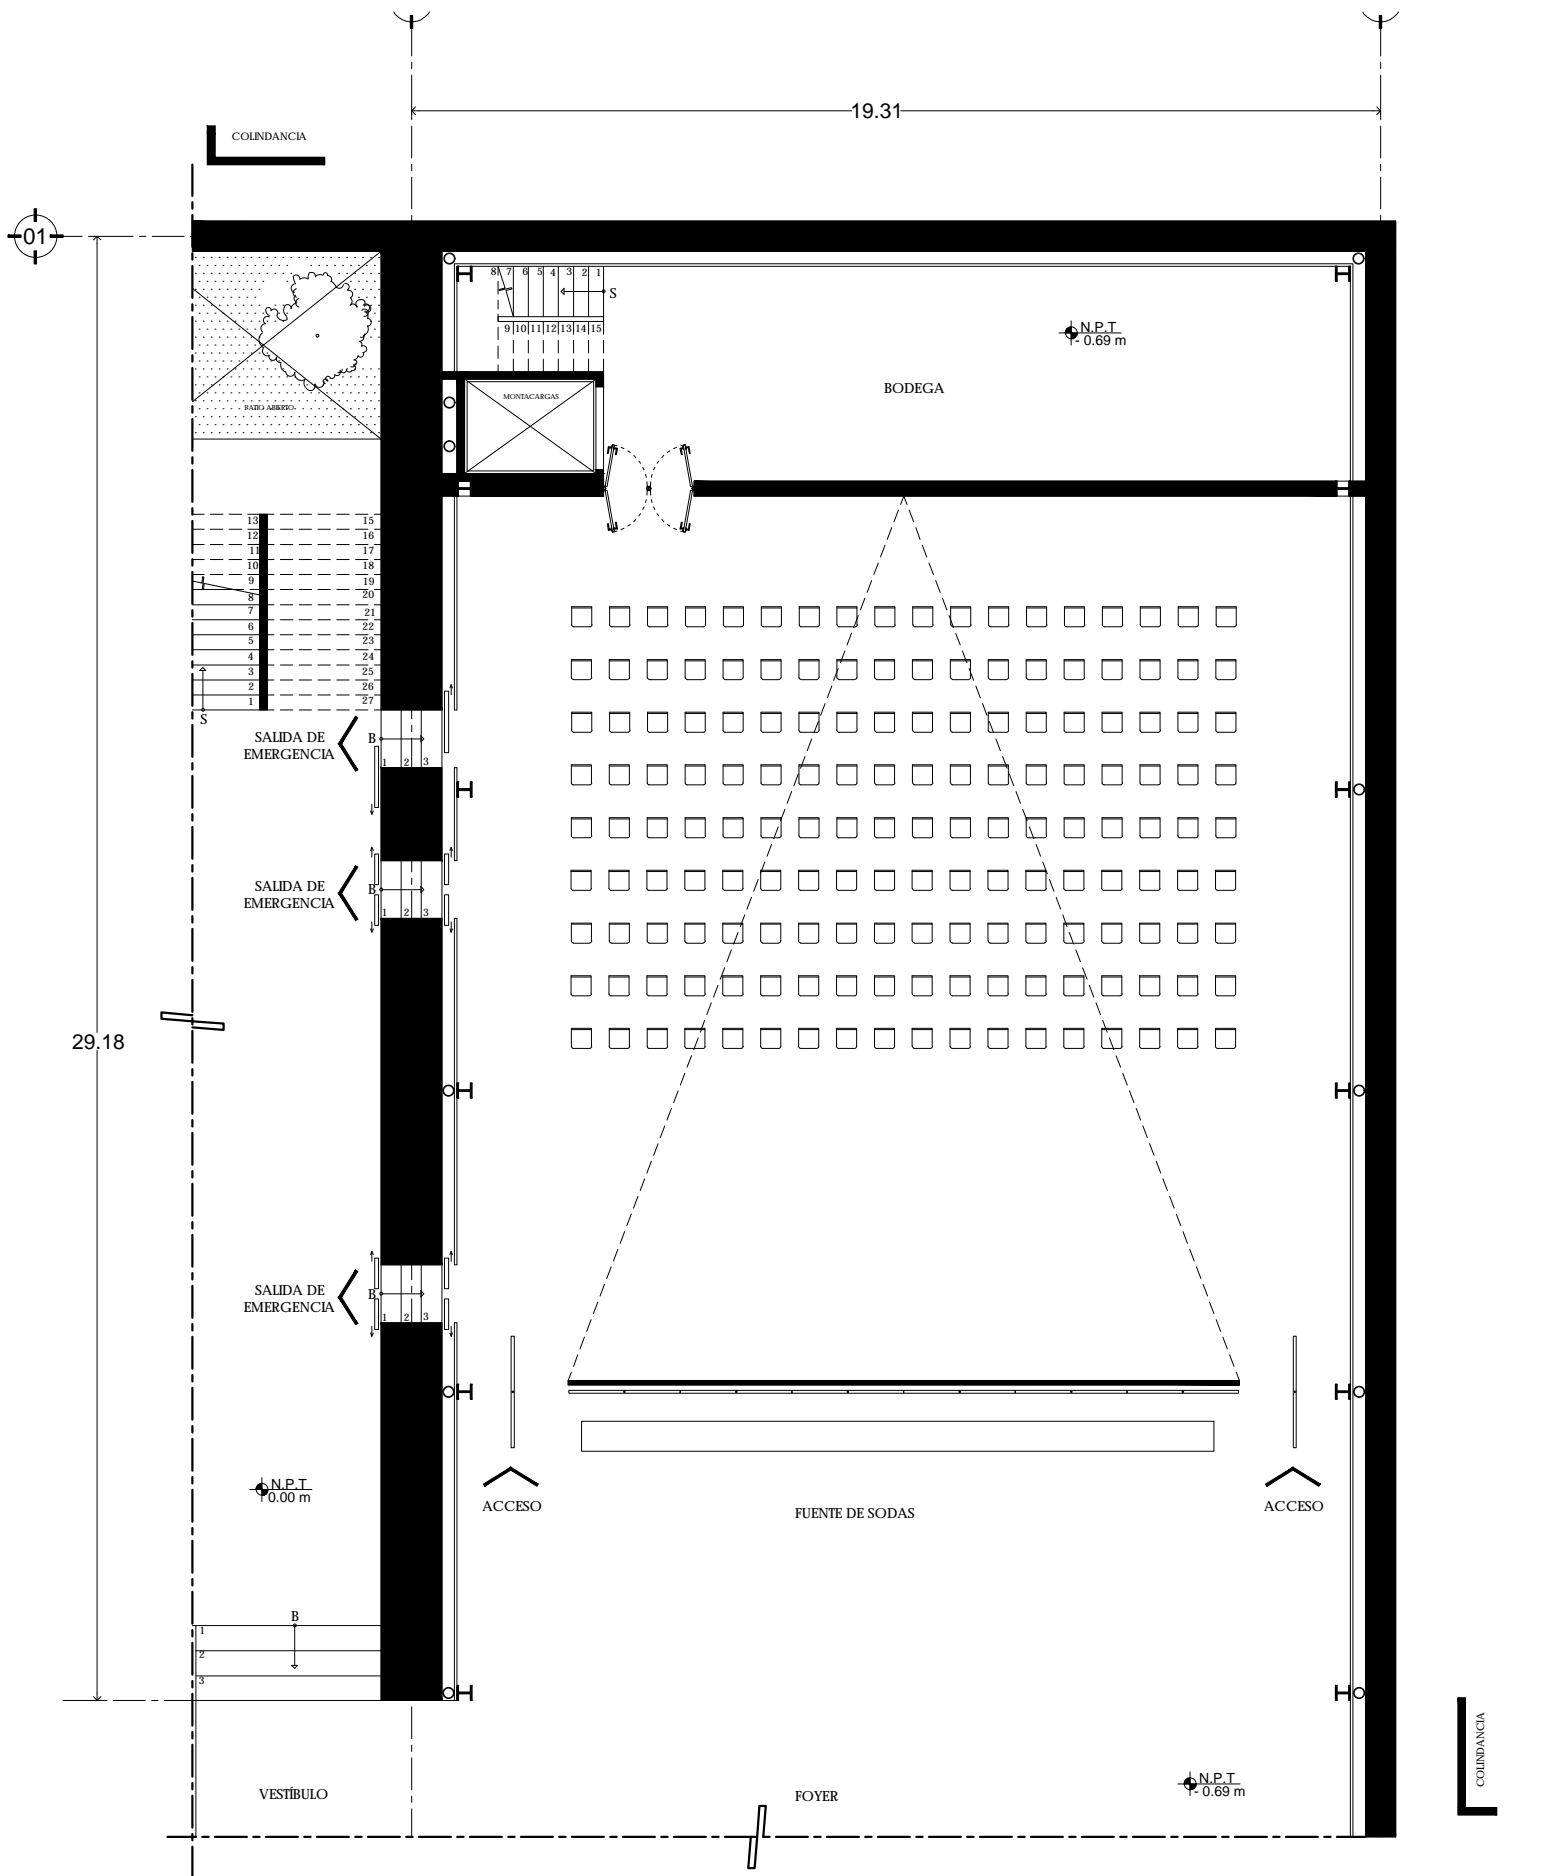 19.31
COLINDANCIA
01
8 7 6 5 4 3 2 1
S
9 10 11 12 13 14 15
N.P.T
- 0.69 m
BODEGA
MONTACARGAS
PATIO ABIERTO
13 15
12 16
11 17
10 18
9 19
8 20
7 21
6 22
5 23
4 24
3 25
2 26
1 27
S
SALIDA DE
EMERGENCIA
B
1 2 3
SALIDA DE
EMERGENCIA
B
1 2 3
29.18
SALIDA DE
EMERGENCIA
B
1 2 3
N.P.T
0.00 m
ACCESO
FUENTE DE SODAS
ACCESO
B
1
2
3
COLINDANCIA
VESTÍBULO
FOYER
N.P.T
- 0.69 m